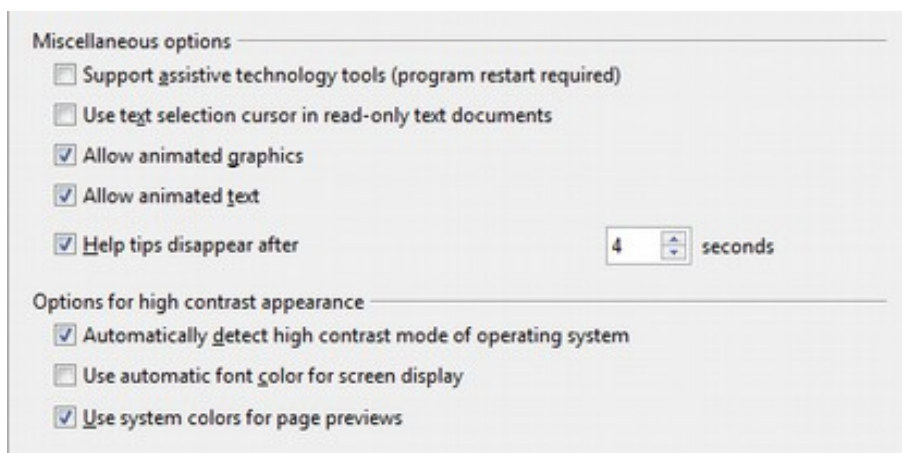 Miscellaneous options
Support assistive technology tools (program restart required)
Use text selection cursor in read-only text documents
Allow animated graphics
Allow animated text
Help tips disappear after 4 seconds
Options for high contrast appearance
Automatically detect high contrast mode of operating system
Use automatic font color for screen display
Use system colors for page previews